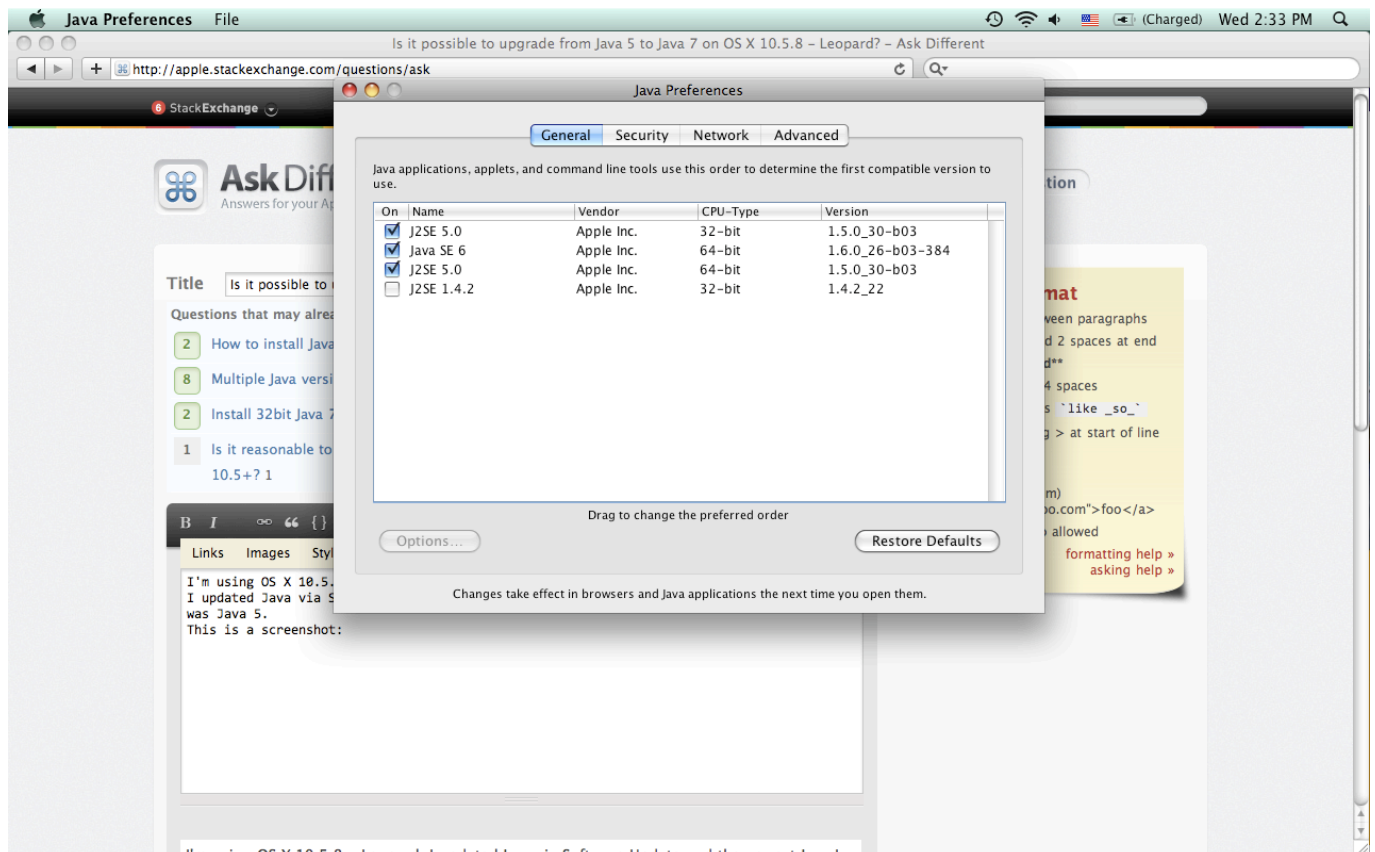 Java Preferences File (Charged) Wed 2:33 PM
Is it possible to upgrade from Java 5 to Java 7 on OS X 10.5.8 – Leopard? – Ask Different
http://apple.stackexchange.com/questions/ask
Java Preferences
6 StackExchange
General Security Network Advanced
Java applications, applets, and command line tools use this order to determine the first compatible version to
use.
On Name Vendor CPU-Type Version
J2SE 5.0 Apple Inc. 32-bit 1.5.0_30-b03
Java SE 6 Apple Inc. 64-bit 1.6.0_26-b03-384
J2SE 5.0 Apple Inc. 64-bit 1.5.0_30-b03
J2SE 1.4.2 Apple Inc. 32-bit 1.4.2_22
Drag to change the preferred order
Options... Restore Defaults
Changes take effect in browsers and Java applications the next time you open them.
Ask Diff
Answers for your Ap
tion
Title Is it possible to
Questions that may alrea
2 How to install Java
8 Multiple Java versi
2 Install 32bit Java 7
1 Is it reasonable to
10.5+? 1
B I {}
Links Images Styl
I'm using OS X 10.5.
I updated Java via S
was Java 5.
This is a screenshot:
mat
ween paragraphs
d 2 spaces at end
d**
4 spaces
s `like _so_`
g > at start of line
m)
oo.com">foo</a>
allowed
formatting help »
asking help »